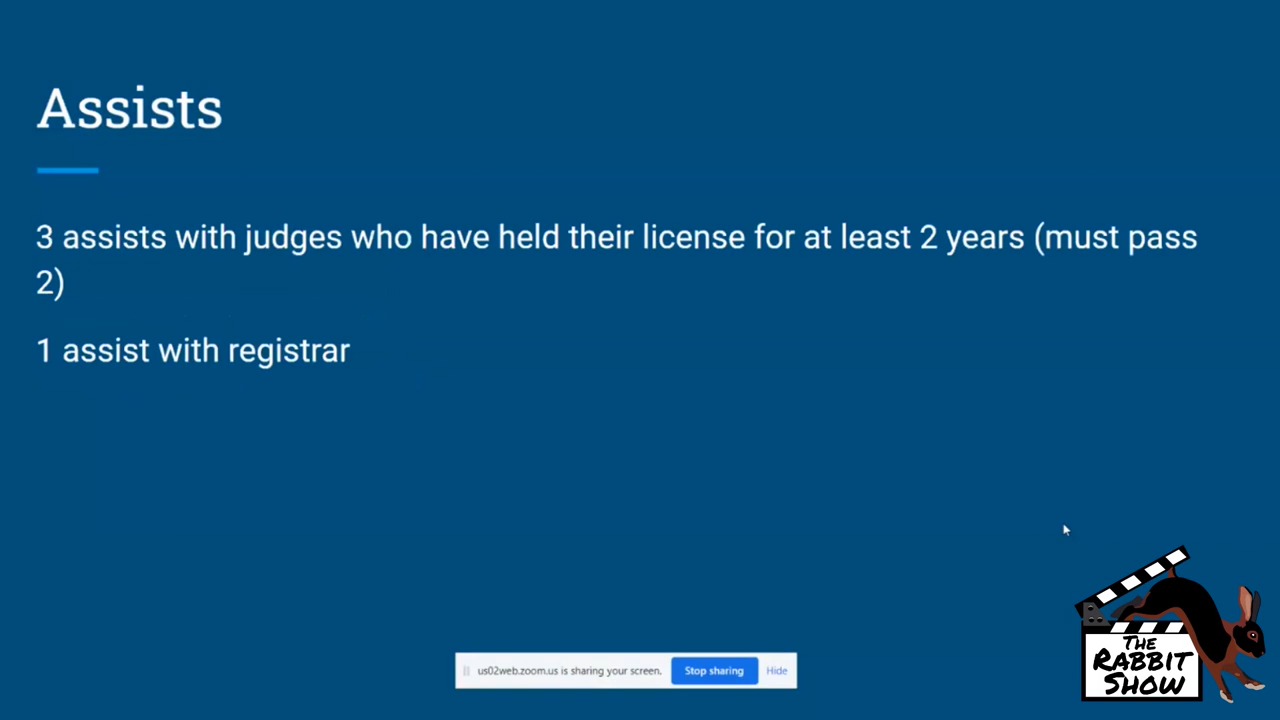 Assists
3 assists with judges who have held their license for at least 2 years (must pass
2)
1 assist with registrar
us02web.zoom.us is sharing your screen.
Stop sharing
Hide
THE
RABBIT
SHOW